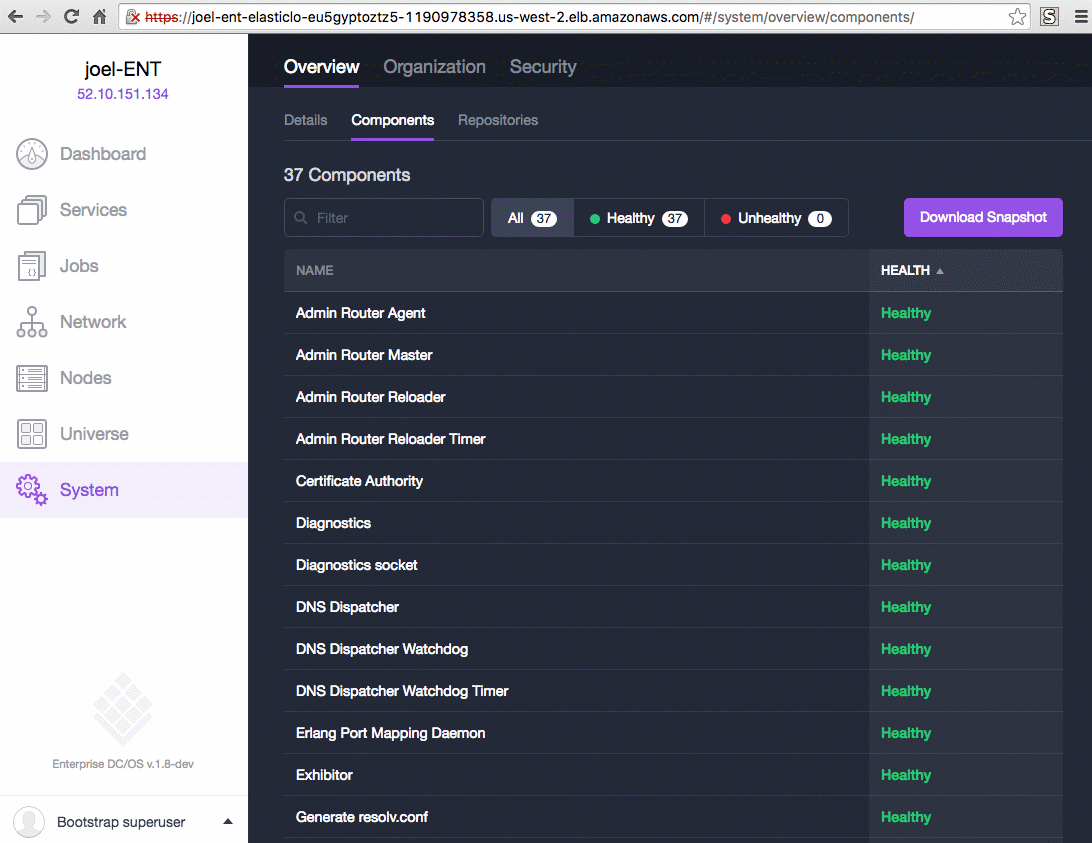 https://joel-ent-elasticlo-eu5gyptoztz5-1190978358.us-west-2.elb.amazonaws.com/#/system/overview/components/
S
joel-ENT
52.10.151.134
Dashboard
Services
Jobs
Network
Nodes
Universe
System
Enterprise DC/OS v.1.8-dev
Bootstrap superuser
Overview Organization Security
Details Components Repositories
37 Components
Filter All 37 Healthy 37 Unhealthy 0 Download Snapshot
NAME HEALTH
Admin Router Agent Healthy
Admin Router Master Healthy
Admin Router Reloader Healthy
Admin Router Reloader Timer Healthy
Certificate Authority Healthy
Diagnostics Healthy
Diagnostics socket Healthy
DNS Dispatcher Healthy
DNS Dispatcher Watchdog Healthy
DNS Dispatcher Watchdog Timer Healthy
Erlang Port Mapping Daemon Healthy
Exhibitor Healthy
Generate resolv.conf Healthy